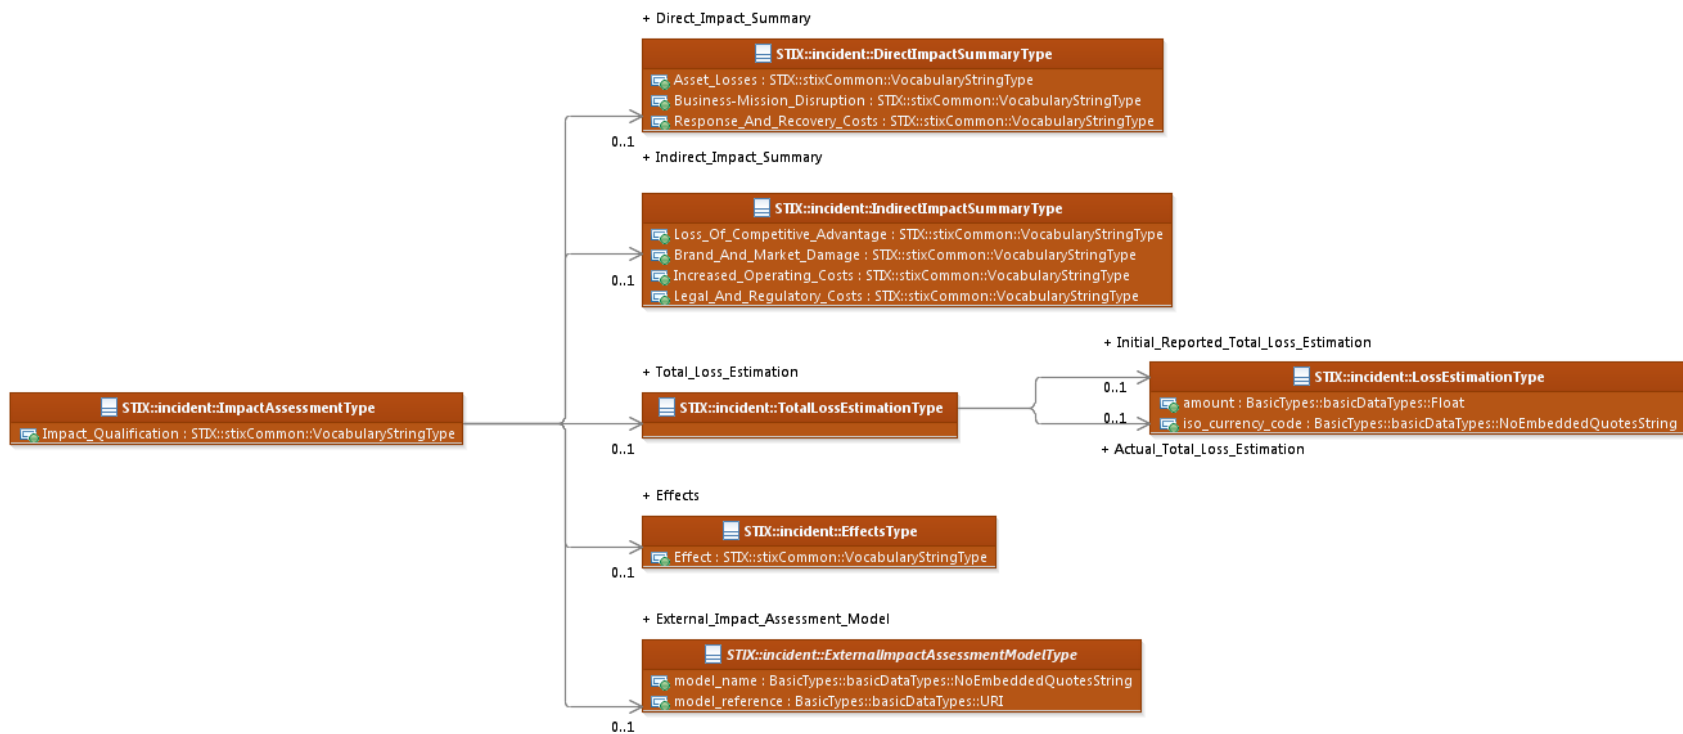 + Direct_Impact_Summary
STIX::incident::DirectImpactSummaryType
Asset_Losses : STIX::stixCommon::VocabularyStringType
Business-Mission_Disruption : STIX::stixCommon::VocabularyStringType
Response_And_Recovery_Costs : STIX::stixCommon::VocabularyStringType
0..1
+ Indirect_Impact_Summary
STIX::incident::IndirectImpactSummaryType
Loss_Of_Competitive_Advantage : STIX::stixCommon::VocabularyStringType
Brand_And_Market_Damage : STIX::stixCommon::VocabularyStringType
Increased_Operating_Costs : STIX::stixCommon::VocabularyStringType
Legal_And_Regulatory_Costs : STIX::stixCommon::VocabularyStringType
0..1
+ Initial_Reported_Total_Loss_Estimation
+ Total_Loss_Estimation
STIX::incident::LossEstimationType
0..1
amount : BasicTypes::basicDataTypes::Float
STIX::incident::ImpactAssessmentType
STIX::incident::TotalLossEstimationType
0..1
iso_currency_code : BasicTypes::basicDataTypes::NoEmbeddedQuotesString
Impact_Qualification : STIX::stixCommon::VocabularyStringType
0..1
+ Actual_Total_Loss_Estimation
+ Effects
STIX::incident::EffectsType
Effect : STIX::stixCommon::VocabularyStringType
0..1
+ External_Impact_Assessment_Model
STIX::incident::ExternalImpactAssessmentModelType
model_name : BasicTypes::basicDataTypes::NoEmbeddedQuotesString
model_reference : BasicTypes::basicDataTypes::URI
0..1